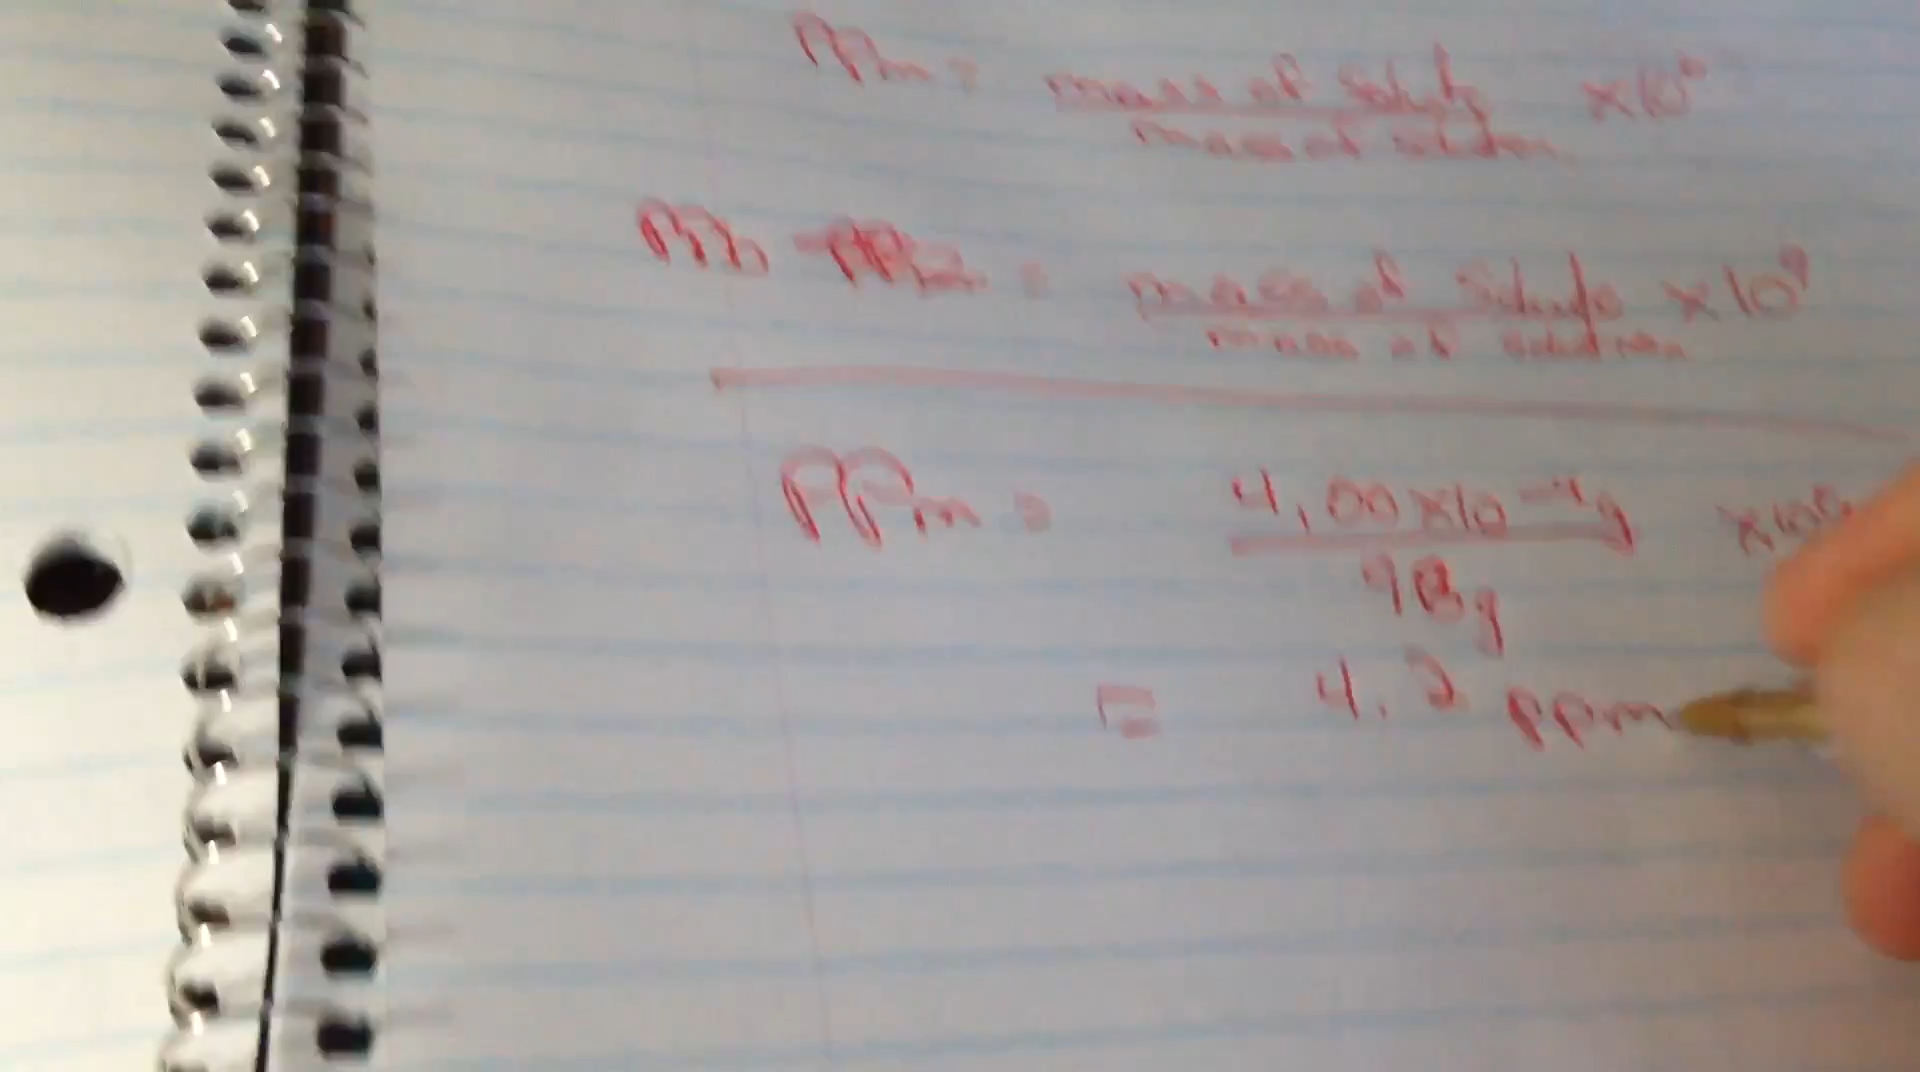 PPm = mass of solute / mass of solution ×10⁶
PPb = mass of solute / mass of solution ×10⁹
PPm = 4,00 ×10⁻⁴g / 98g
= 4.2 ppm